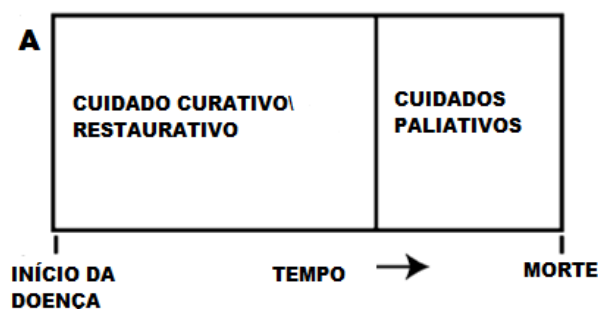 A
CUIDADO CURATIVO\
RESTAURATIVO
CUIDADOS
PALIATIVOS
INÍCIO DA
DOENÇA
TEMPO
MORTE